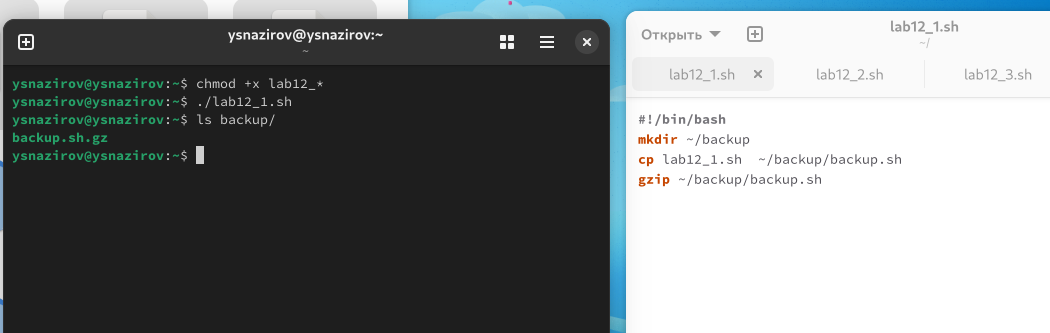 ysnazirov@ysnazirov:~
~
ysnazirov@ysnazirov:~$ chmod +x lab12_*
ysnazirov@ysnazirov:~$ ./lab12_1.sh
ysnazirov@ysnazirov:~$ ls backup/
backup.sh.gz
ysnazirov@ysnazirov:~$
Открыть
lab12_1.sh
~/
lab12_1.sh
lab12_2.sh
lab12_3.sh
#!/bin/bash
mkdir ~/backup
cp lab12_1.sh  ~/backup/backup.sh
gzip ~/backup/backup.sh